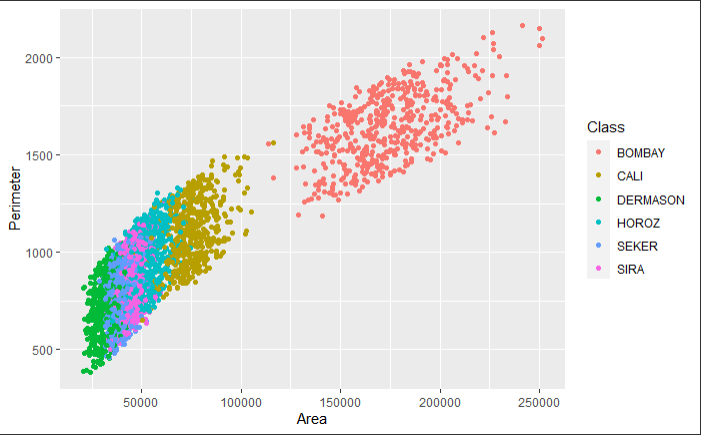 2000
1500
1000
500
Perimeter
50000 100000 150000 200000 250000
Area
Class
BOMBAY
CALI
DERMASON
HOROZ
SEKER
SIRA